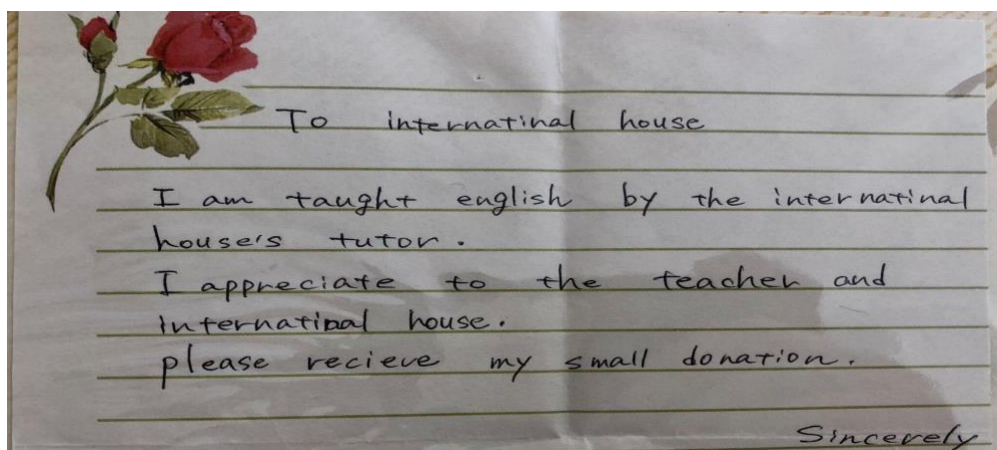 To internatinal house
I am taught english by the internatinal
house's tutor.
I appreciate to the teacher and
internatinal house.
please recieve my small donation.
Sincerely